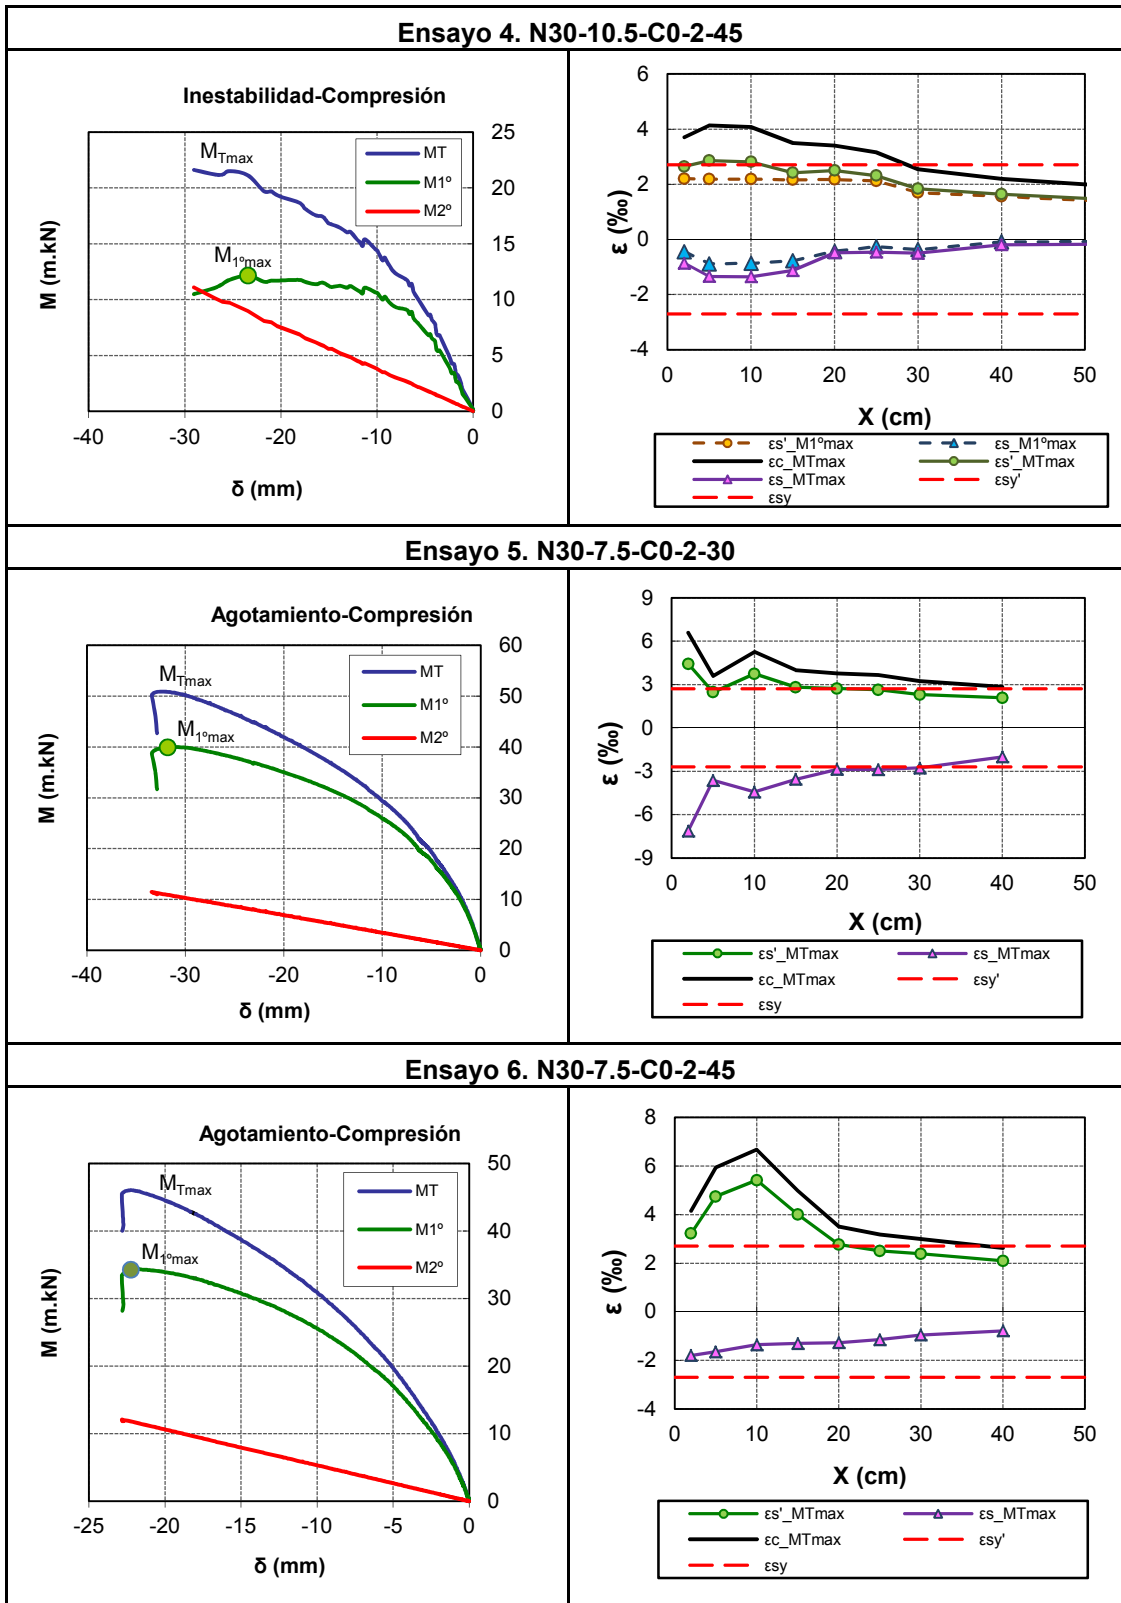 Ensayo 4. N30-10.5-C0-2-45
Inestabilidad-Compresión
MTmax
M1ºmax
MT
M1º
M2º
25
20
15
10
5
0
-40 -30 -20 -10 0
M (m.kN)
δ (mm)
6
4
2
0
-2
-4
0 10 20 30 40 50
ε (‰)
X (cm)
εs'_M1ºmax εs_M1ºmax
εc_MTmax εs'_MTmax
εs_MTmax εsy'
εsy
Ensayo 5. N30-7.5-C0-2-30
Agotamiento-Compresión
MTmax
M1ºmax
MT
M1º
M2º
60
50
40
30
20
10
0
-40 -30 -20 -10 0
M (m.kN)
δ (mm)
9
6
3
0
-3
-6
-9
0 10 20 30 40 50
ε (‰)
X (cm)
εs'_MTmax εs_MTmax
εc_MTmax εsy'
εsy
Ensayo 6. N30-7.5-C0-2-45
Agotamiento-Compresión
MTmax
M1ºmax
MT
M1º
M2º
50
40
30
20
10
0
-25 -20 -15 -10 -5 0
M (m.kN)
δ (mm)
8
6
4
2
0
-2
-4
0 10 20 30 40 50
ε (‰)
X (cm)
εs'_MTmax εs_MTmax
εc_MTmax εsy'
εsy